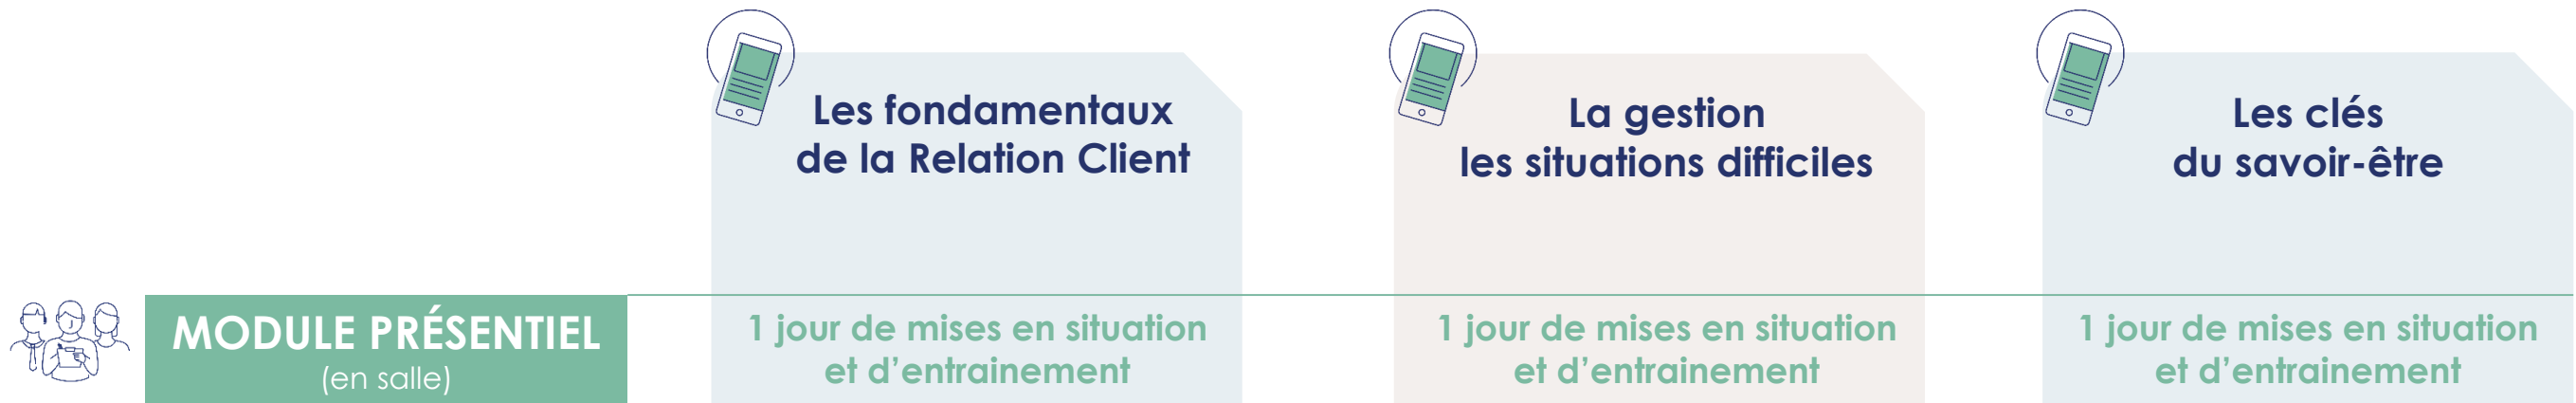 Les fondamentaux
de la Relation Client
La gestion
les situations difficiles
Les clés
du savoir-être
MODULE PRÉSENTIEL
(en salle)
1 jour de mises en situation
et d’entrainement
1 jour de mises en situation
et d’entrainement
1 jour de mises en situation
et d’entrainement